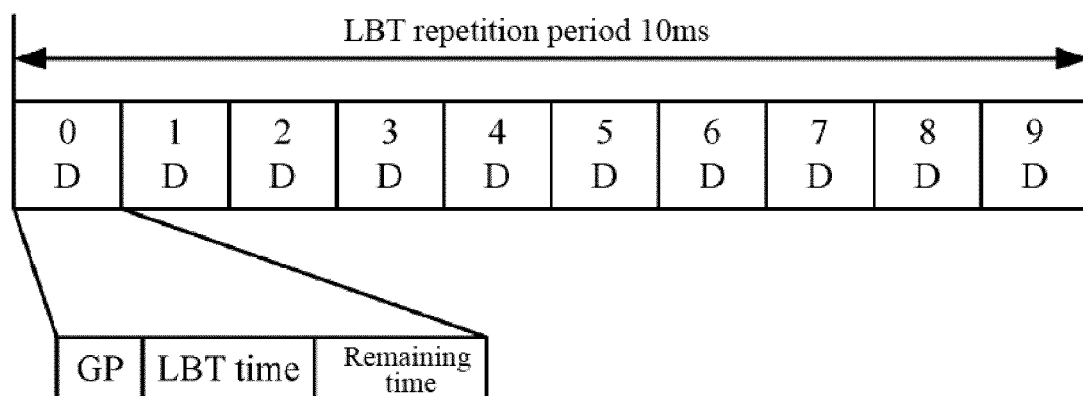 LBT repetition period 10ms
0 1 2 3 4 5 6 7 8 9
D D D D D D D D D D
GP LBT time Remaining
time